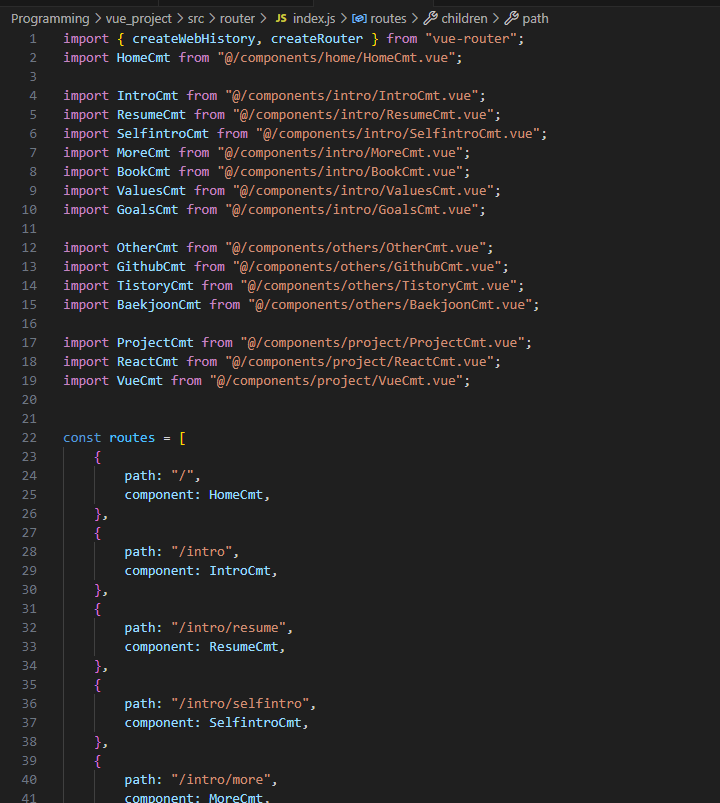 Programming > vue_project > src > router > JS index.js > routes > children > path
1 import { createWebHistory, createRouter } from "vue-router";
2 import HomeCmt from "@/components/home/HomeCmt.vue";
3
4 import IntroCmt from "@/components/intro/IntroCmt.vue";
5 import ResumeCmt from "@/components/intro/ResumeCmt.vue";
6 import SelfintroCmt from "@/components/intro/SelfintroCmt.vue";
7 import MoreCmt from "@/components/intro/MoreCmt.vue";
8 import BookCmt from "@/components/intro/BookCmt.vue";
9 import ValuesCmt from "@/components/intro/ValuesCmt.vue";
10 import GoalsCmt from "@/components/intro/GoalsCmt.vue";
11
12 import OtherCmt from "@/components/others/OtherCmt.vue";
13 import GithubCmt from "@/components/others/GithubCmt.vue";
14 import TistoryCmt from "@/components/others/TistoryCmt.vue";
15 import BaekjoonCmt from "@/components/others/BaekjoonCmt.vue";
16
17 import ProjectCmt from "@/components/project/ProjectCmt.vue";
18 import ReactCmt from "@/components/project/ReactCmt.vue";
19 import VueCmt from "@/components/project/VueCmt.vue";
20
21
22 const routes = [
23     {
24         path: "/",
25         component: HomeCmt,
26     },
27     {
28         path: "/intro",
29         component: IntroCmt,
30     },
31     {
32         path: "/intro/resume",
33         component: ResumeCmt,
34     },
35     {
36         path: "/intro/selfintro",
37         component: SelfintroCmt,
38     },
39     {
40         path: "/intro/more",
41         component: MoreCmt,